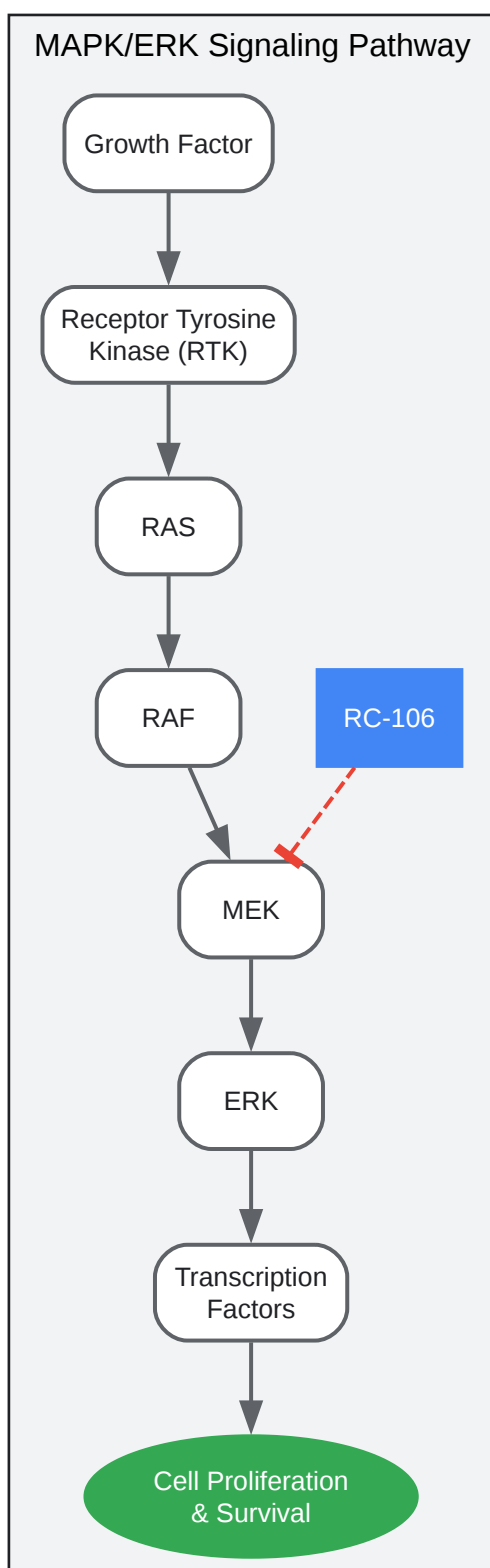 MAPK/ERK Signaling Pathway
Growth Factor
Receptor Tyrosine
Kinase (RTK)
RAS
RAF
RC-106
MEK
ERK
Transcription
Factors
Cell Proliferation
& Survival